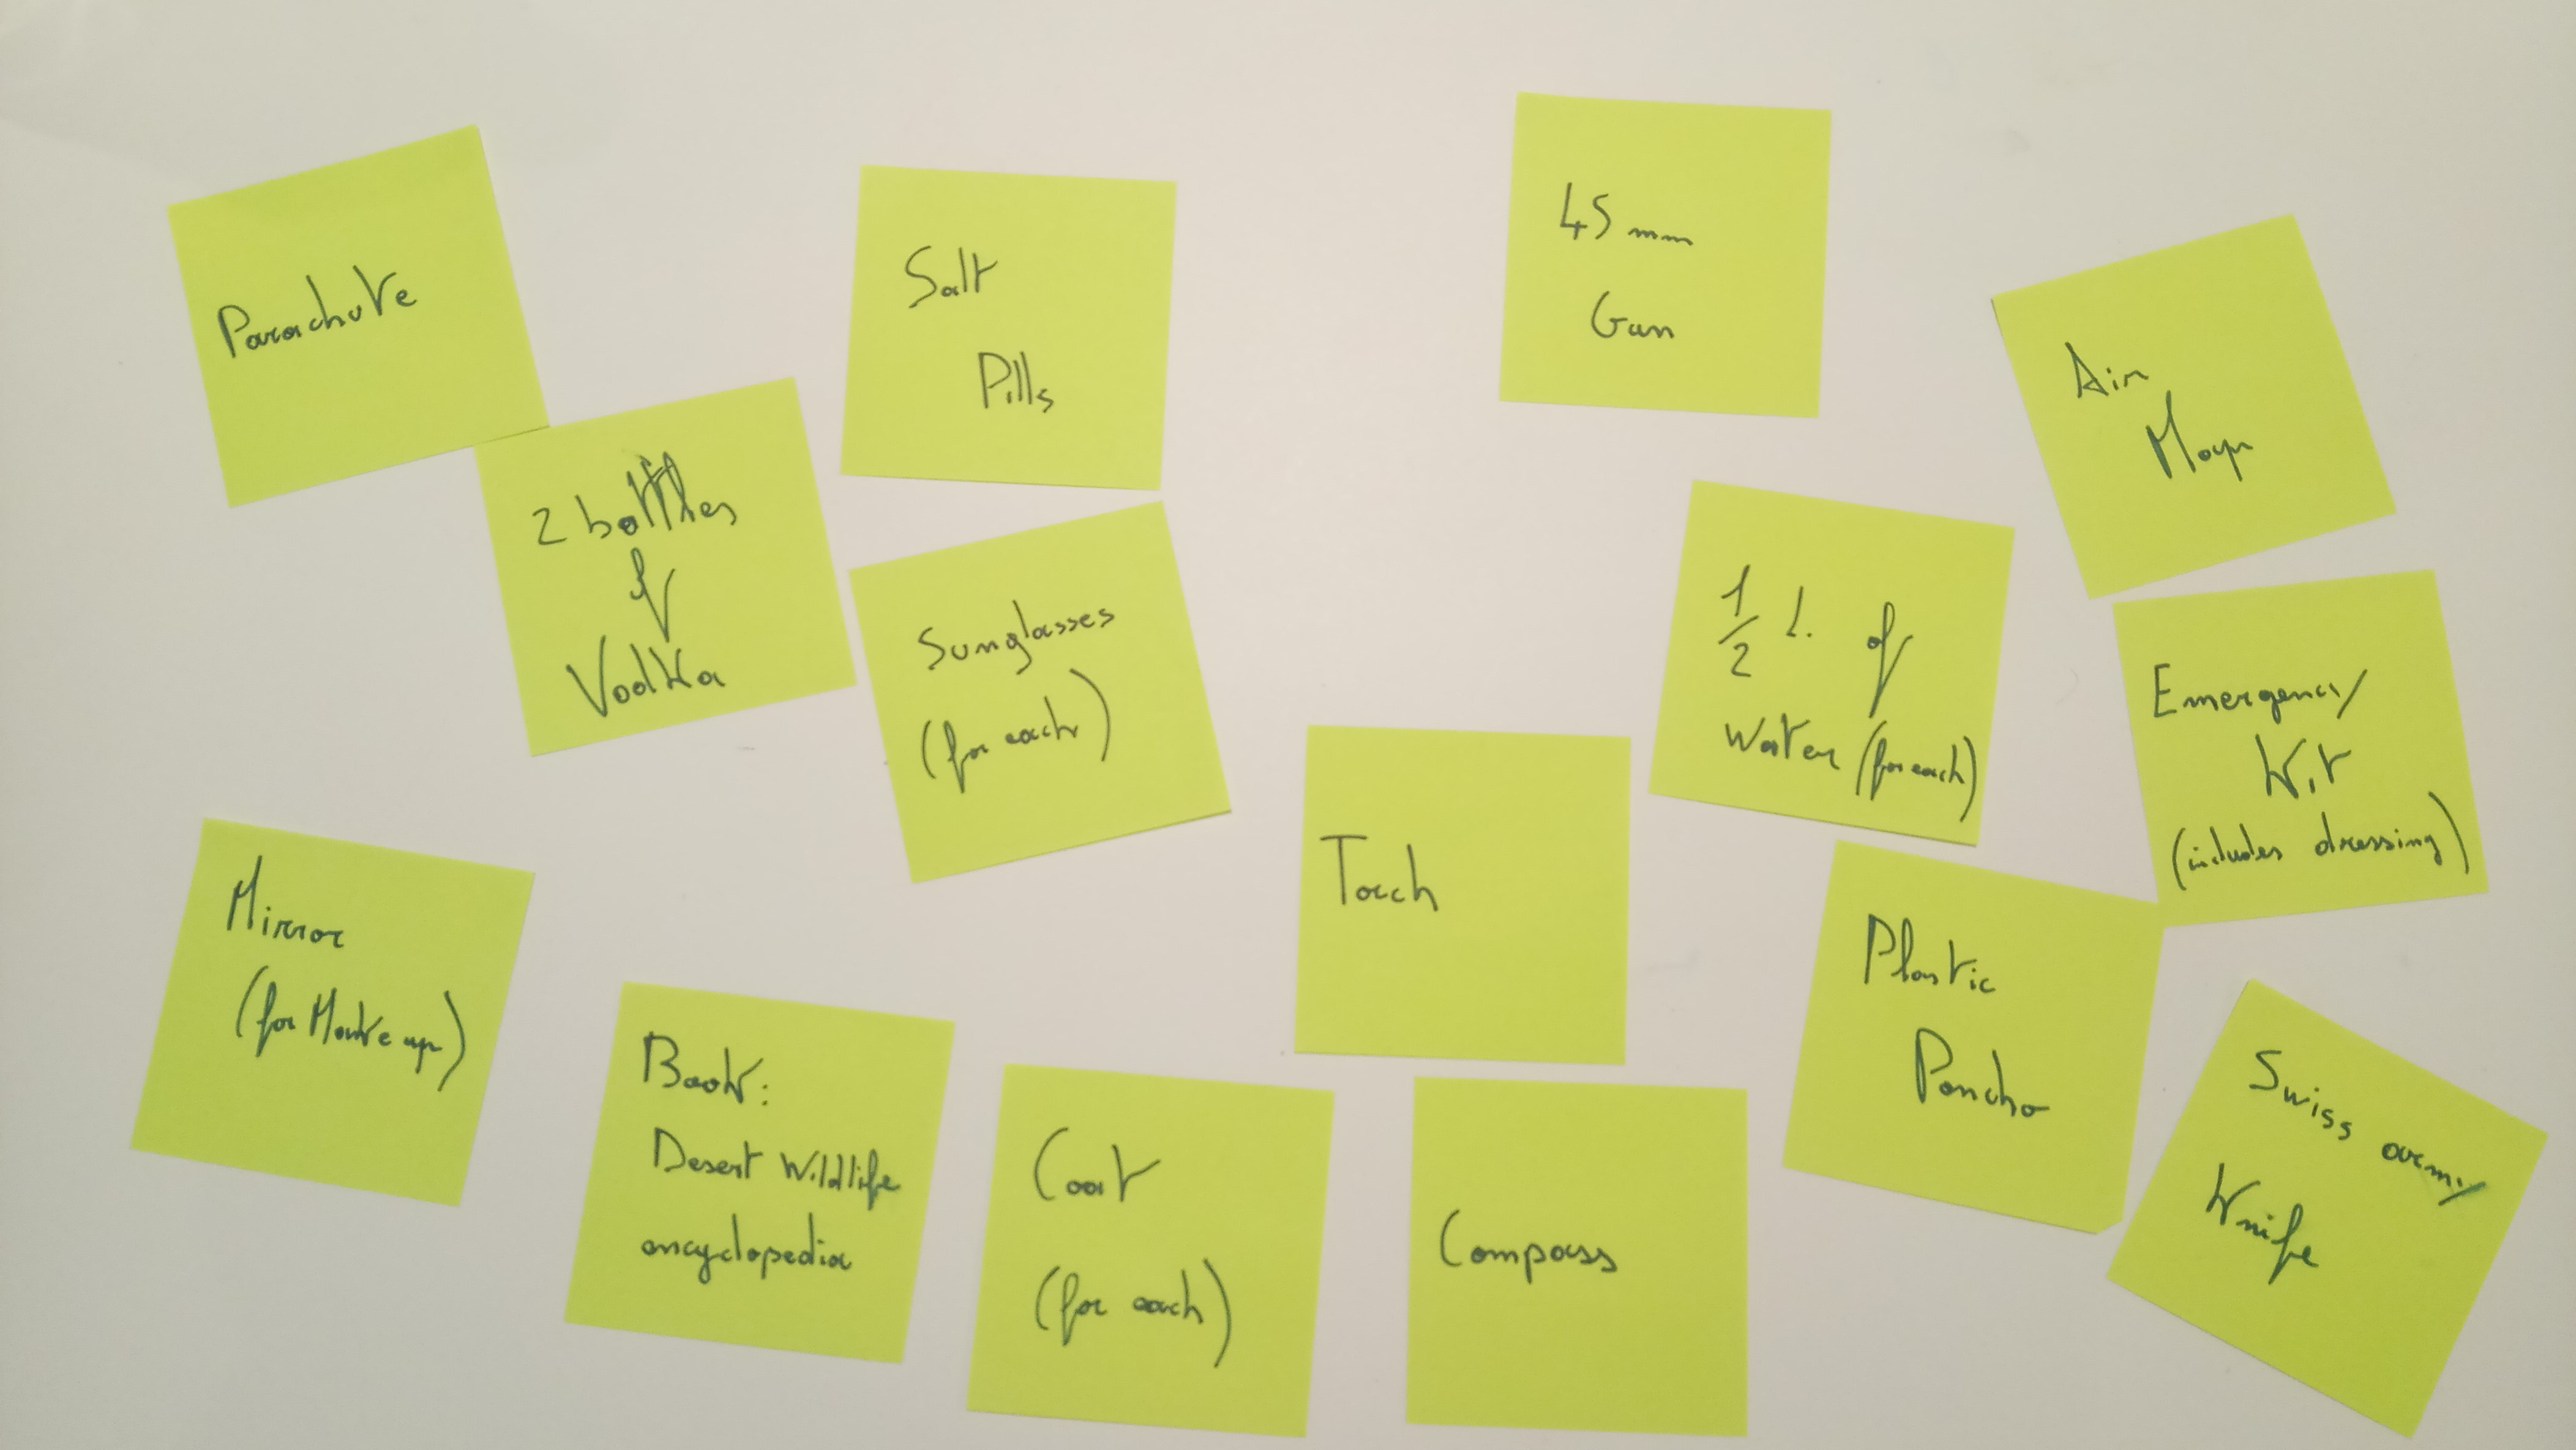 Parachute
2 bottles
of
Vodka
Salt
Pills
Sunglasses
(for each)
45 mm
Gun
Air
Map
1/2 l. of
water (for each)
Emergency
Kit
(includes dressing)
Torch
Plastic
Poncho
Swiss army
Knife
Mirror
(for Make up)
Book:
Desert Wildlife
encyclopedia
Coat
(for each)
Compass